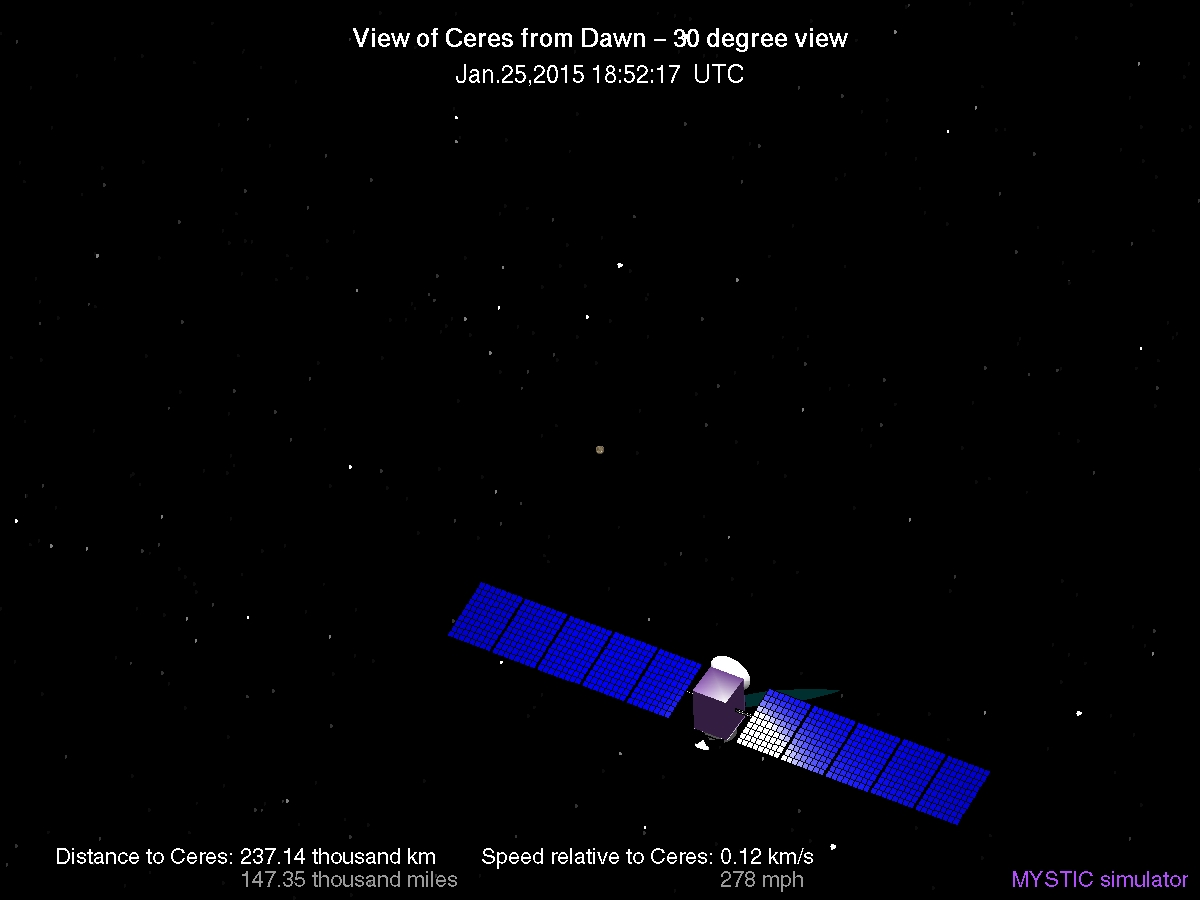 View of Ceres from Dawn – 30 degree view
Jan.25,2015 18:52:17 UTC
Distance to Ceres: 237.14 thousand km Speed relative to Ceres: 0.12 km/s
147.35 thousand miles 278 mph
MYSTIC simulator